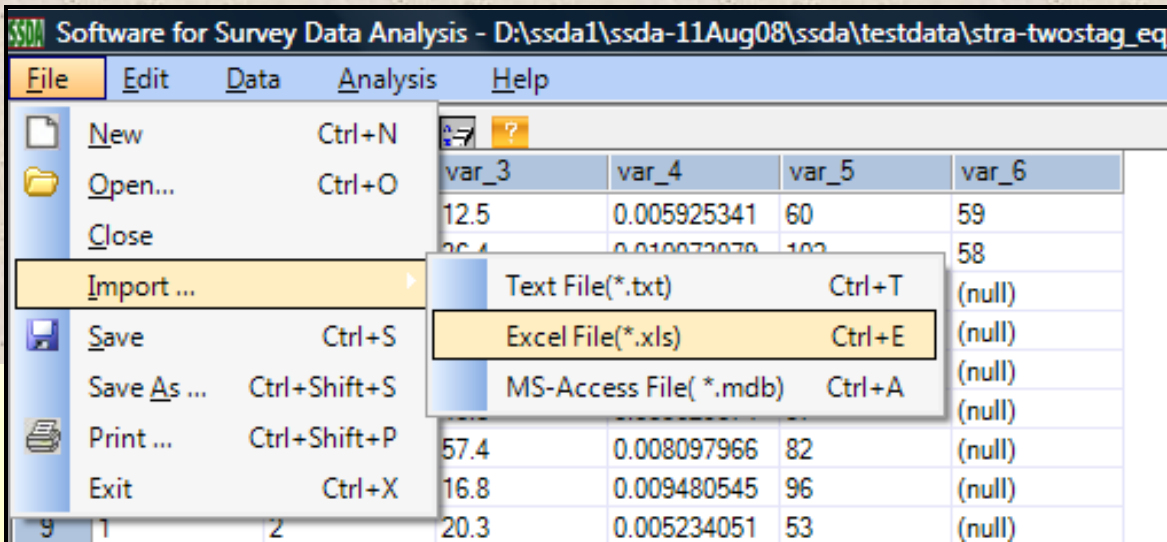 SSDA Software for Survey Data Analysis - D:\ssda1\ssda-11Aug08\ssda\testdata\stra-twostag_eq
File Edit Data Analysis Help
New Ctrl+N
Open... Ctrl+O
Close
Import ...
Save Ctrl+S
Save As ... Ctrl+Shift+S
Print ... Ctrl+Shift+P
Exit Ctrl+X
Text File(*.txt) Ctrl+T
Excel File(*.xls) Ctrl+E
MS-Access File( *.mdb) Ctrl+A
?
var_3 var_4 var_5 var_6
12.5 0.005925341 60 59
58
(null)
(null)
(null)
(null)
57.4 0.008097966 82 (null)
16.8 0.009480545 96 (null)
9 1 2 20.3 0.005234051 53 (null)